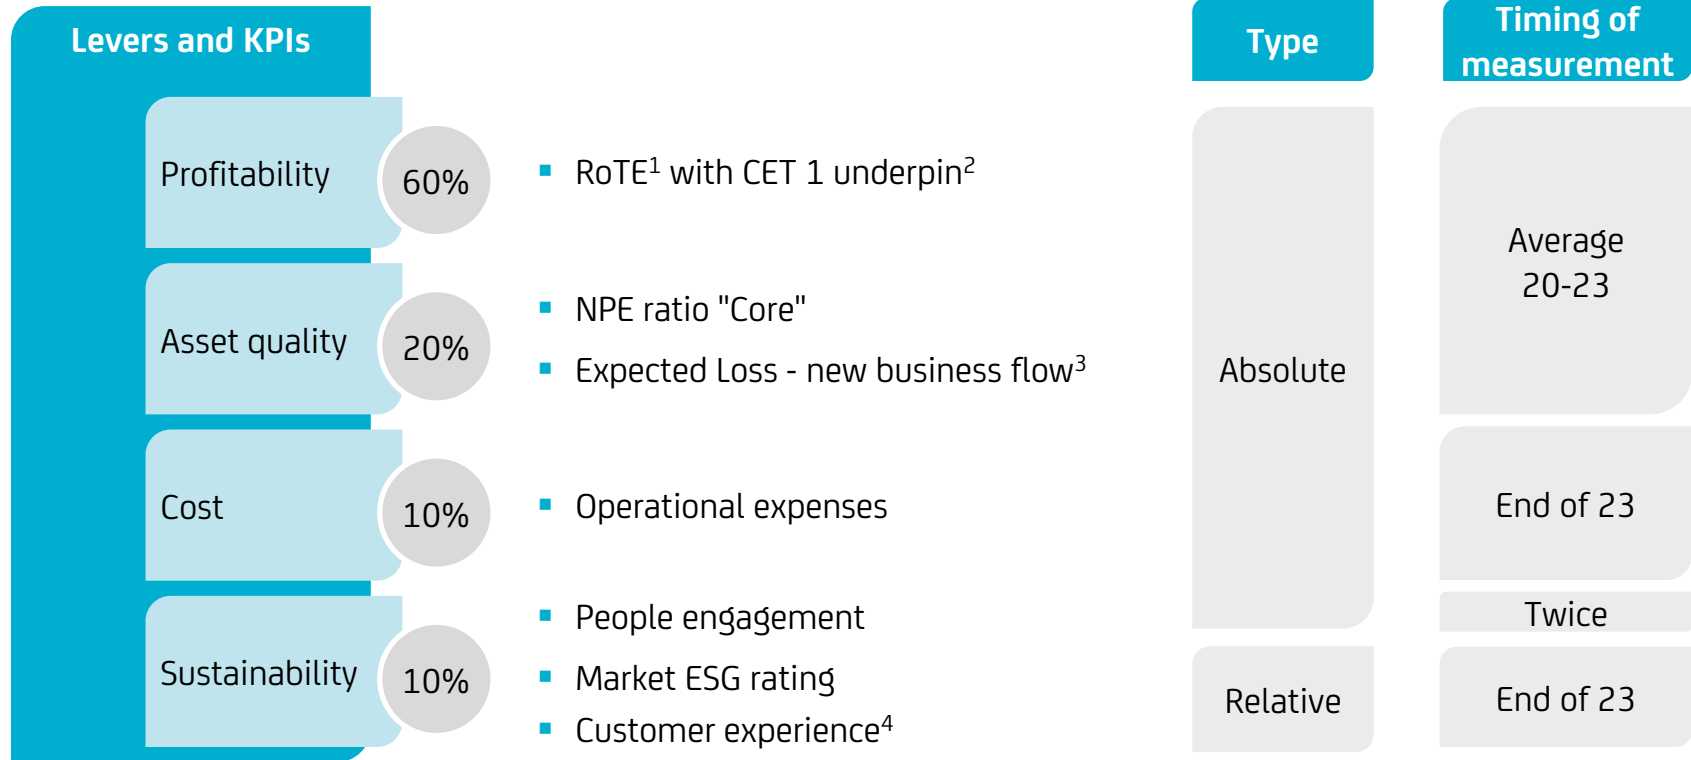 Levers and KPIs
Type
Timing of
measurement
Profitability
60%
▪ RoTE¹ with CET 1 underpin²
Asset quality
20%
▪ NPE ratio "Core"
▪ Expected Loss - new business flow³
Absolute
Average
20-23
Cost
10%
▪ Operational expenses
End of 23
Sustainability
10%
▪ People engagement
▪ Market ESG rating
▪ Customer experience⁴
Twice
Relative
End of 23